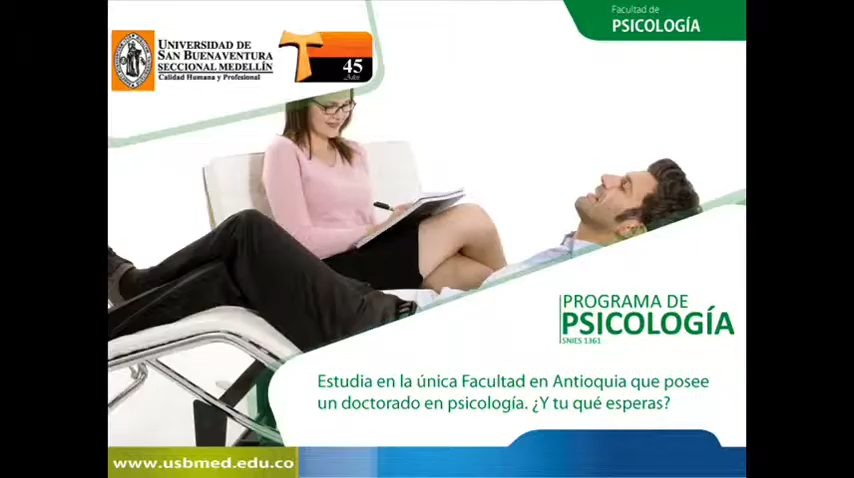 Facultad de
PSICOLOGÍA
UNIVERSIDAD DE
SAN BUENAVENTURA
SECCIONAL MEDELLÍN
Calidad Humana y Profesional
45
Años
PROGRAMA DE
PSICOLOGÍA
SNIES 1361
Estudia en la única Facultad en Antioquia que posee
un doctorado en psicología. ¿Y tu qué esperas?
www.usbmed.edu.co